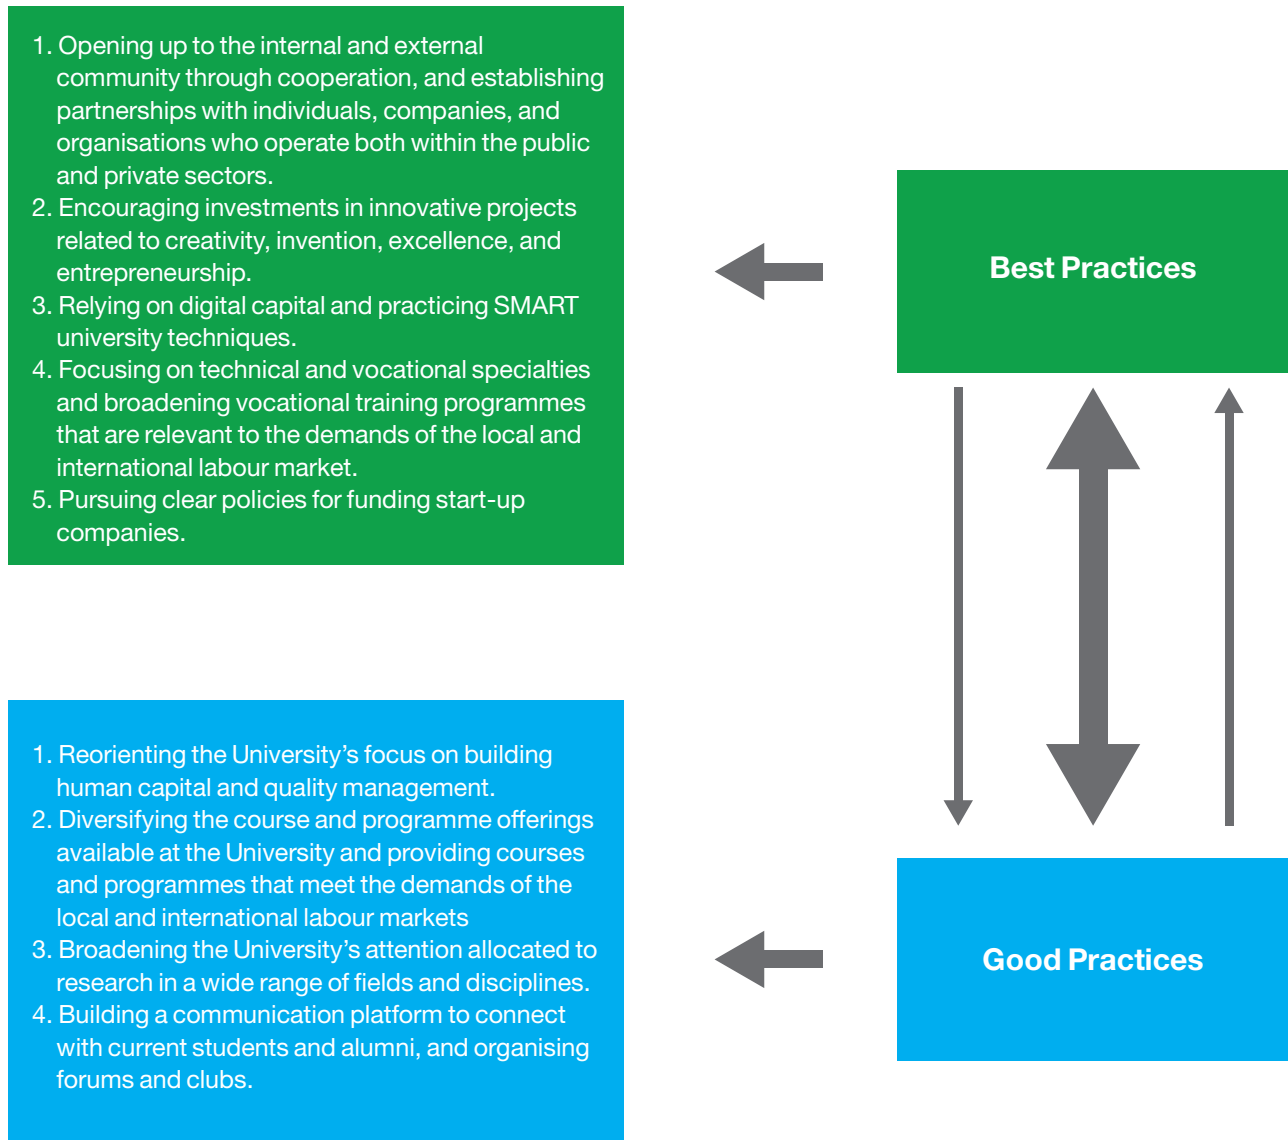 1. Opening up to the internal and external
community through cooperation, and establishing
partnerships with individuals, companies, and
organisations who operate both within the public
and private sectors.
2. Encouraging investments in innovative projects
related to creativity, invention, excellence, and
entrepreneurship.
3. Relying on digital capital and practicing SMART
university techniques.
4. Focusing on technical and vocational specialties
and broadening vocational training programmes
that are relevant to the demands of the local and
international labour market.
5. Pursuing clear policies for funding start-up
companies.
Best Practices
1. Reorienting the University’s focus on building
human capital and quality management.
2. Diversifying the course and programme offerings
available at the University and providing courses
and programmes that meet the demands of the
local and international labour markets
3. Broadening the University’s attention allocated to
research in a wide range of fields and disciplines.
4. Building a communication platform to connect
with current students and alumni, and organising
forums and clubs.
Good Practices